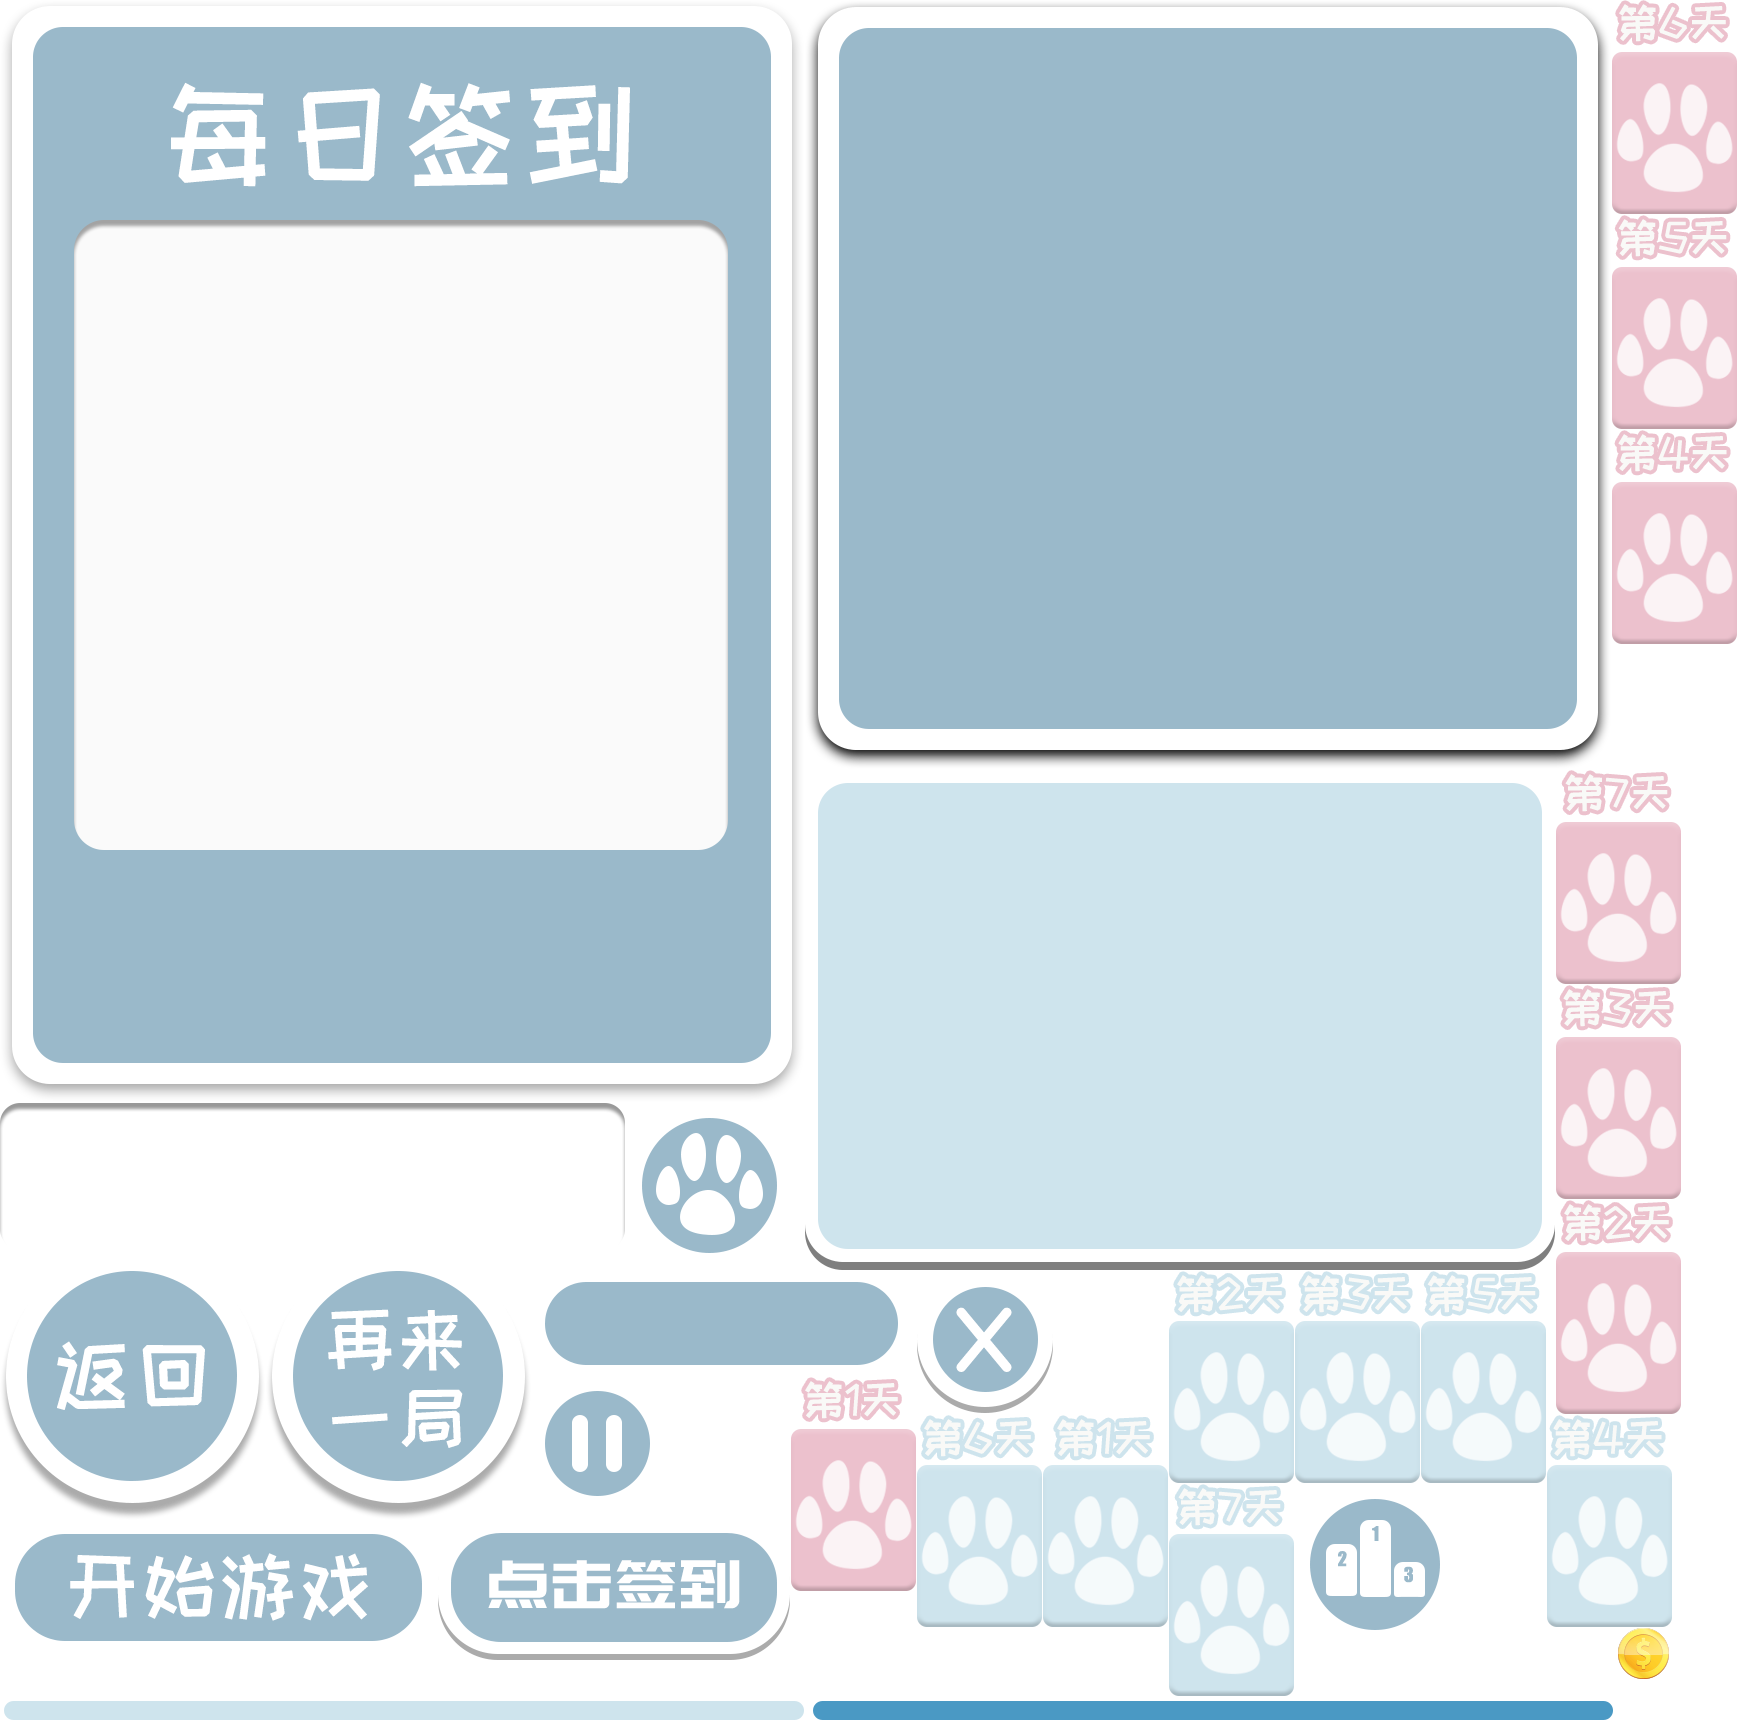 每日签到
第6天
第5天
第4天
第7天
第3天
第2天
返回
再来
一局
第2天
第3天
第5天
第1天
第6天
第1天
第4天
第7天
开始游戏
点击签到
1
2
3
$